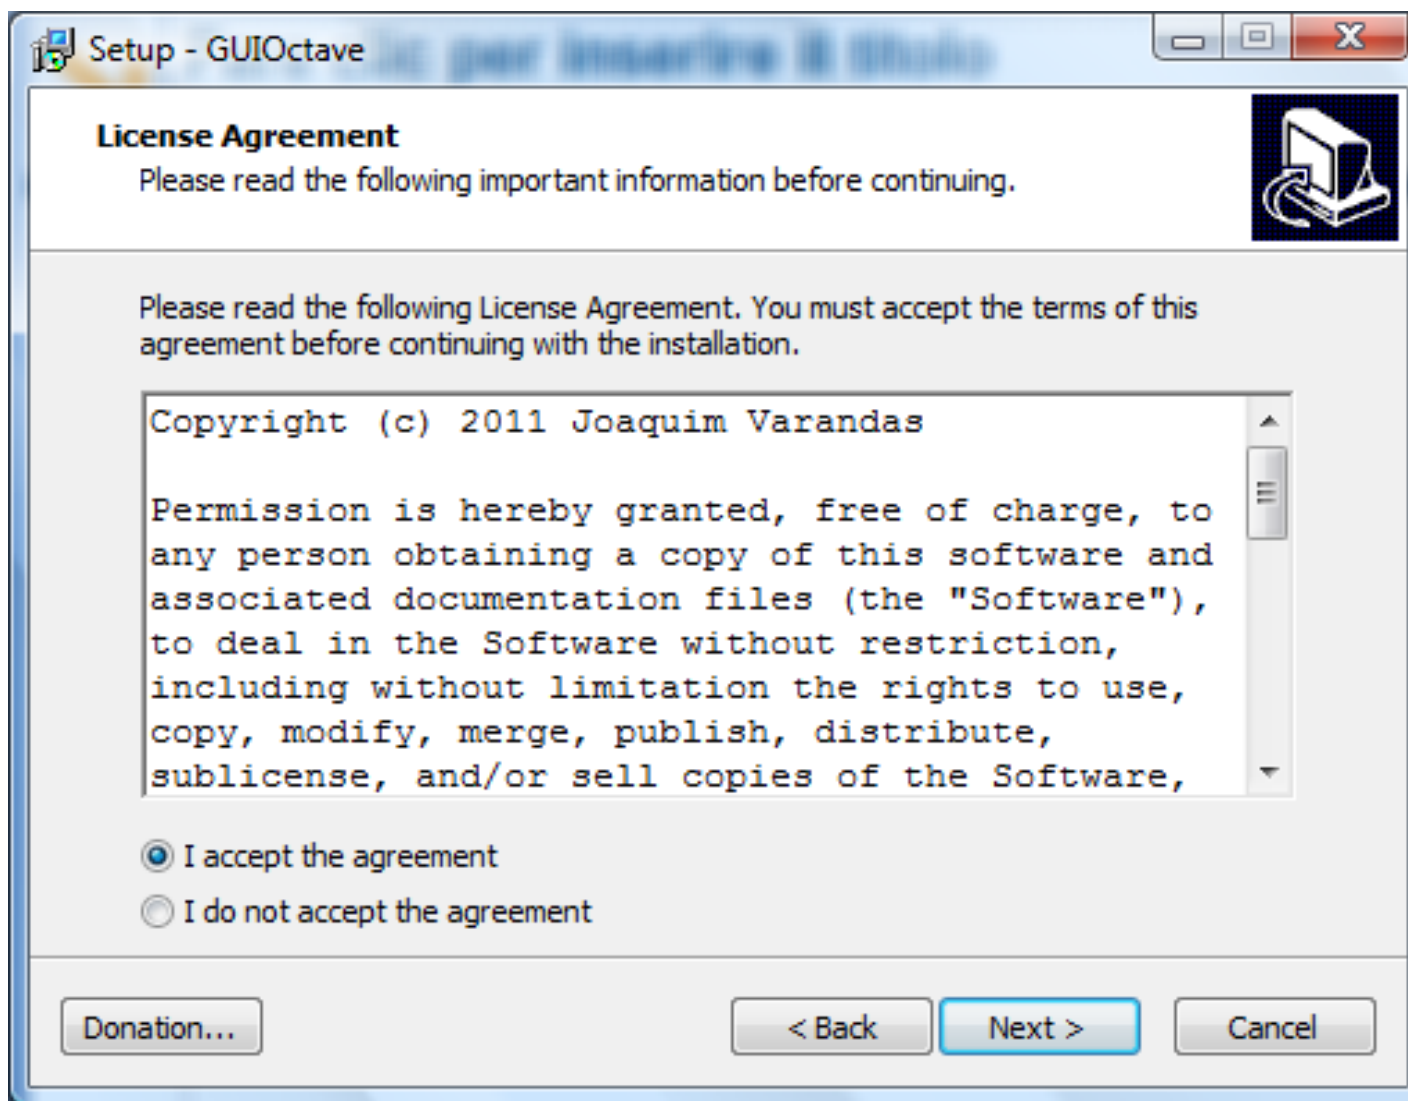 Setup - GUIOctave
per inserire il titolo
License Agreement
Please read the following important information before continuing.
Please read the following License Agreement. You must accept the terms of this
agreement before continuing with the installation.
Copyright (c) 2011 Joaquim Varandas
Permission is hereby granted, free of charge, to
any person obtaining a copy of this software and
associated documentation files (the "Software"),
to deal in the Software without restriction,
including without limitation the rights to use,
copy, modify, merge, publish, distribute,
sublicense, and/or sell copies of the Software,
I accept the agreement
I do not accept the agreement
Donation...
< Back
Next >
Cancel